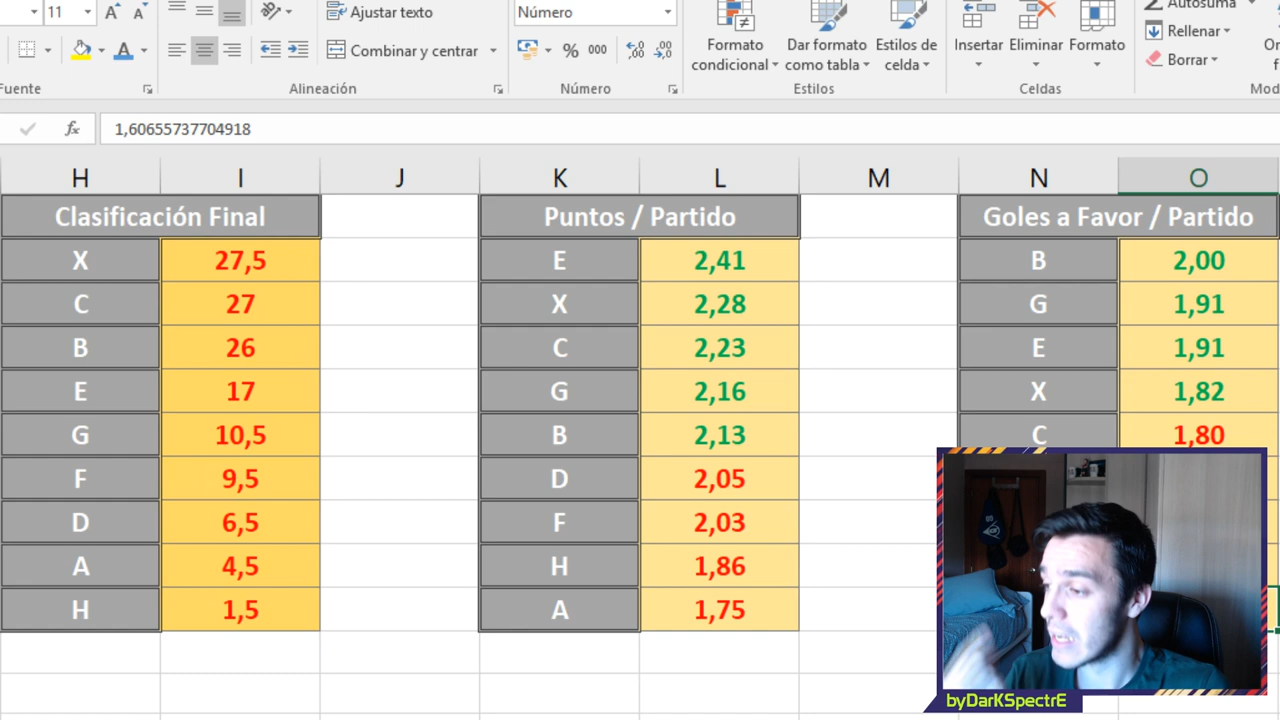 11
Ajustar texto
Número
Autosuma
Combinar y centrar
% 000
Formato condicional
Dar formato como tabla
Estilos de celda
Insertar
Eliminar
Formato
Rellenar
Borrar
Fuente
Alineación
Número
Estilos
Celdas
fx 1,60655737704918
H I J K L M N O
Clasificación Final
X 27,5
C 27
B 26
E 17
G 10,5
F 9,5
D 6,5
A 4,5
H 1,5
Puntos / Partido
E 2,41
X 2,28
C 2,23
G 2,16
B 2,13
D 2,05
F 2,03
H 1,86
A 1,75
Goles a Favor / Partido
B 2,00
G 1,91
E 1,91
X 1,82
C 1,80
byDarKSpectrE